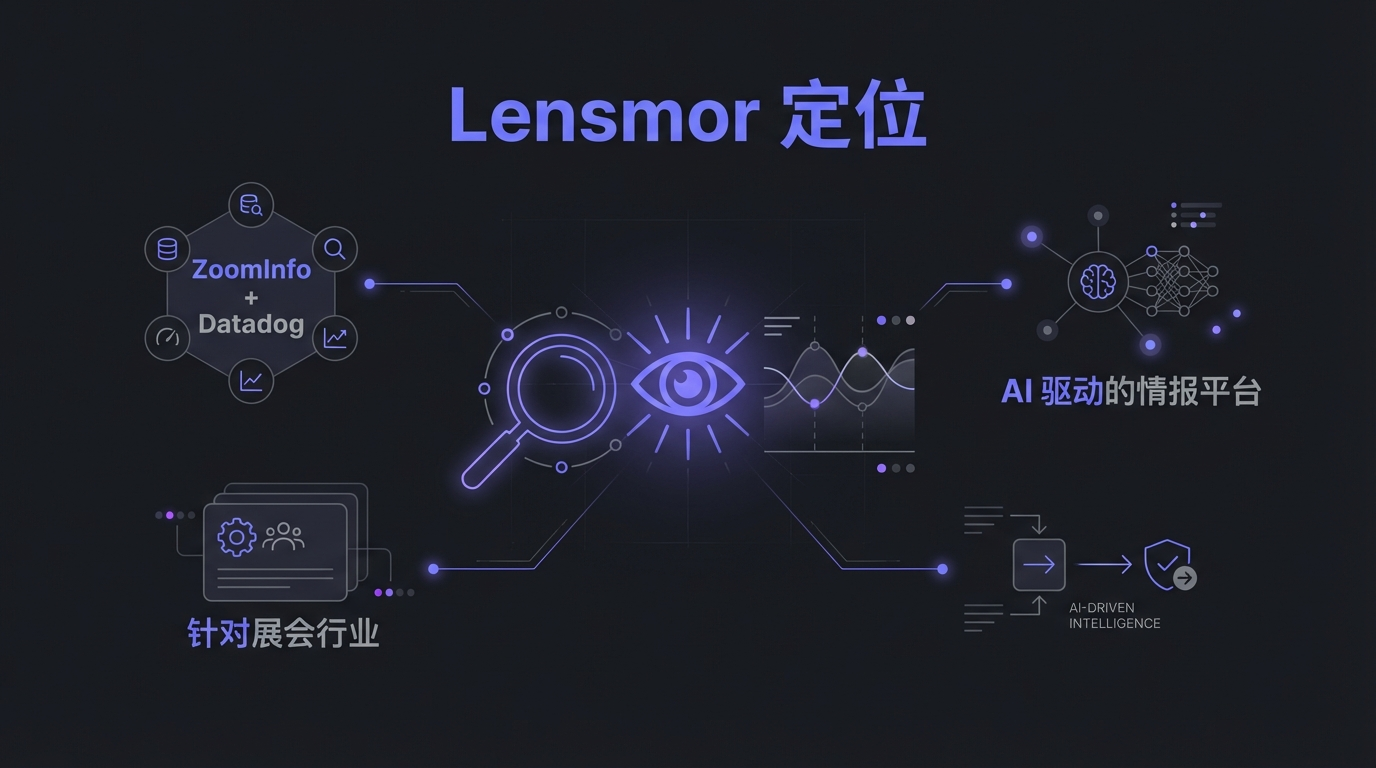 Lensmor 定位
ZoomInfo
+
Datadog
AI 驱动的情报平台
针对展会行业
AI-DRIVEN
INTELLIGENCE